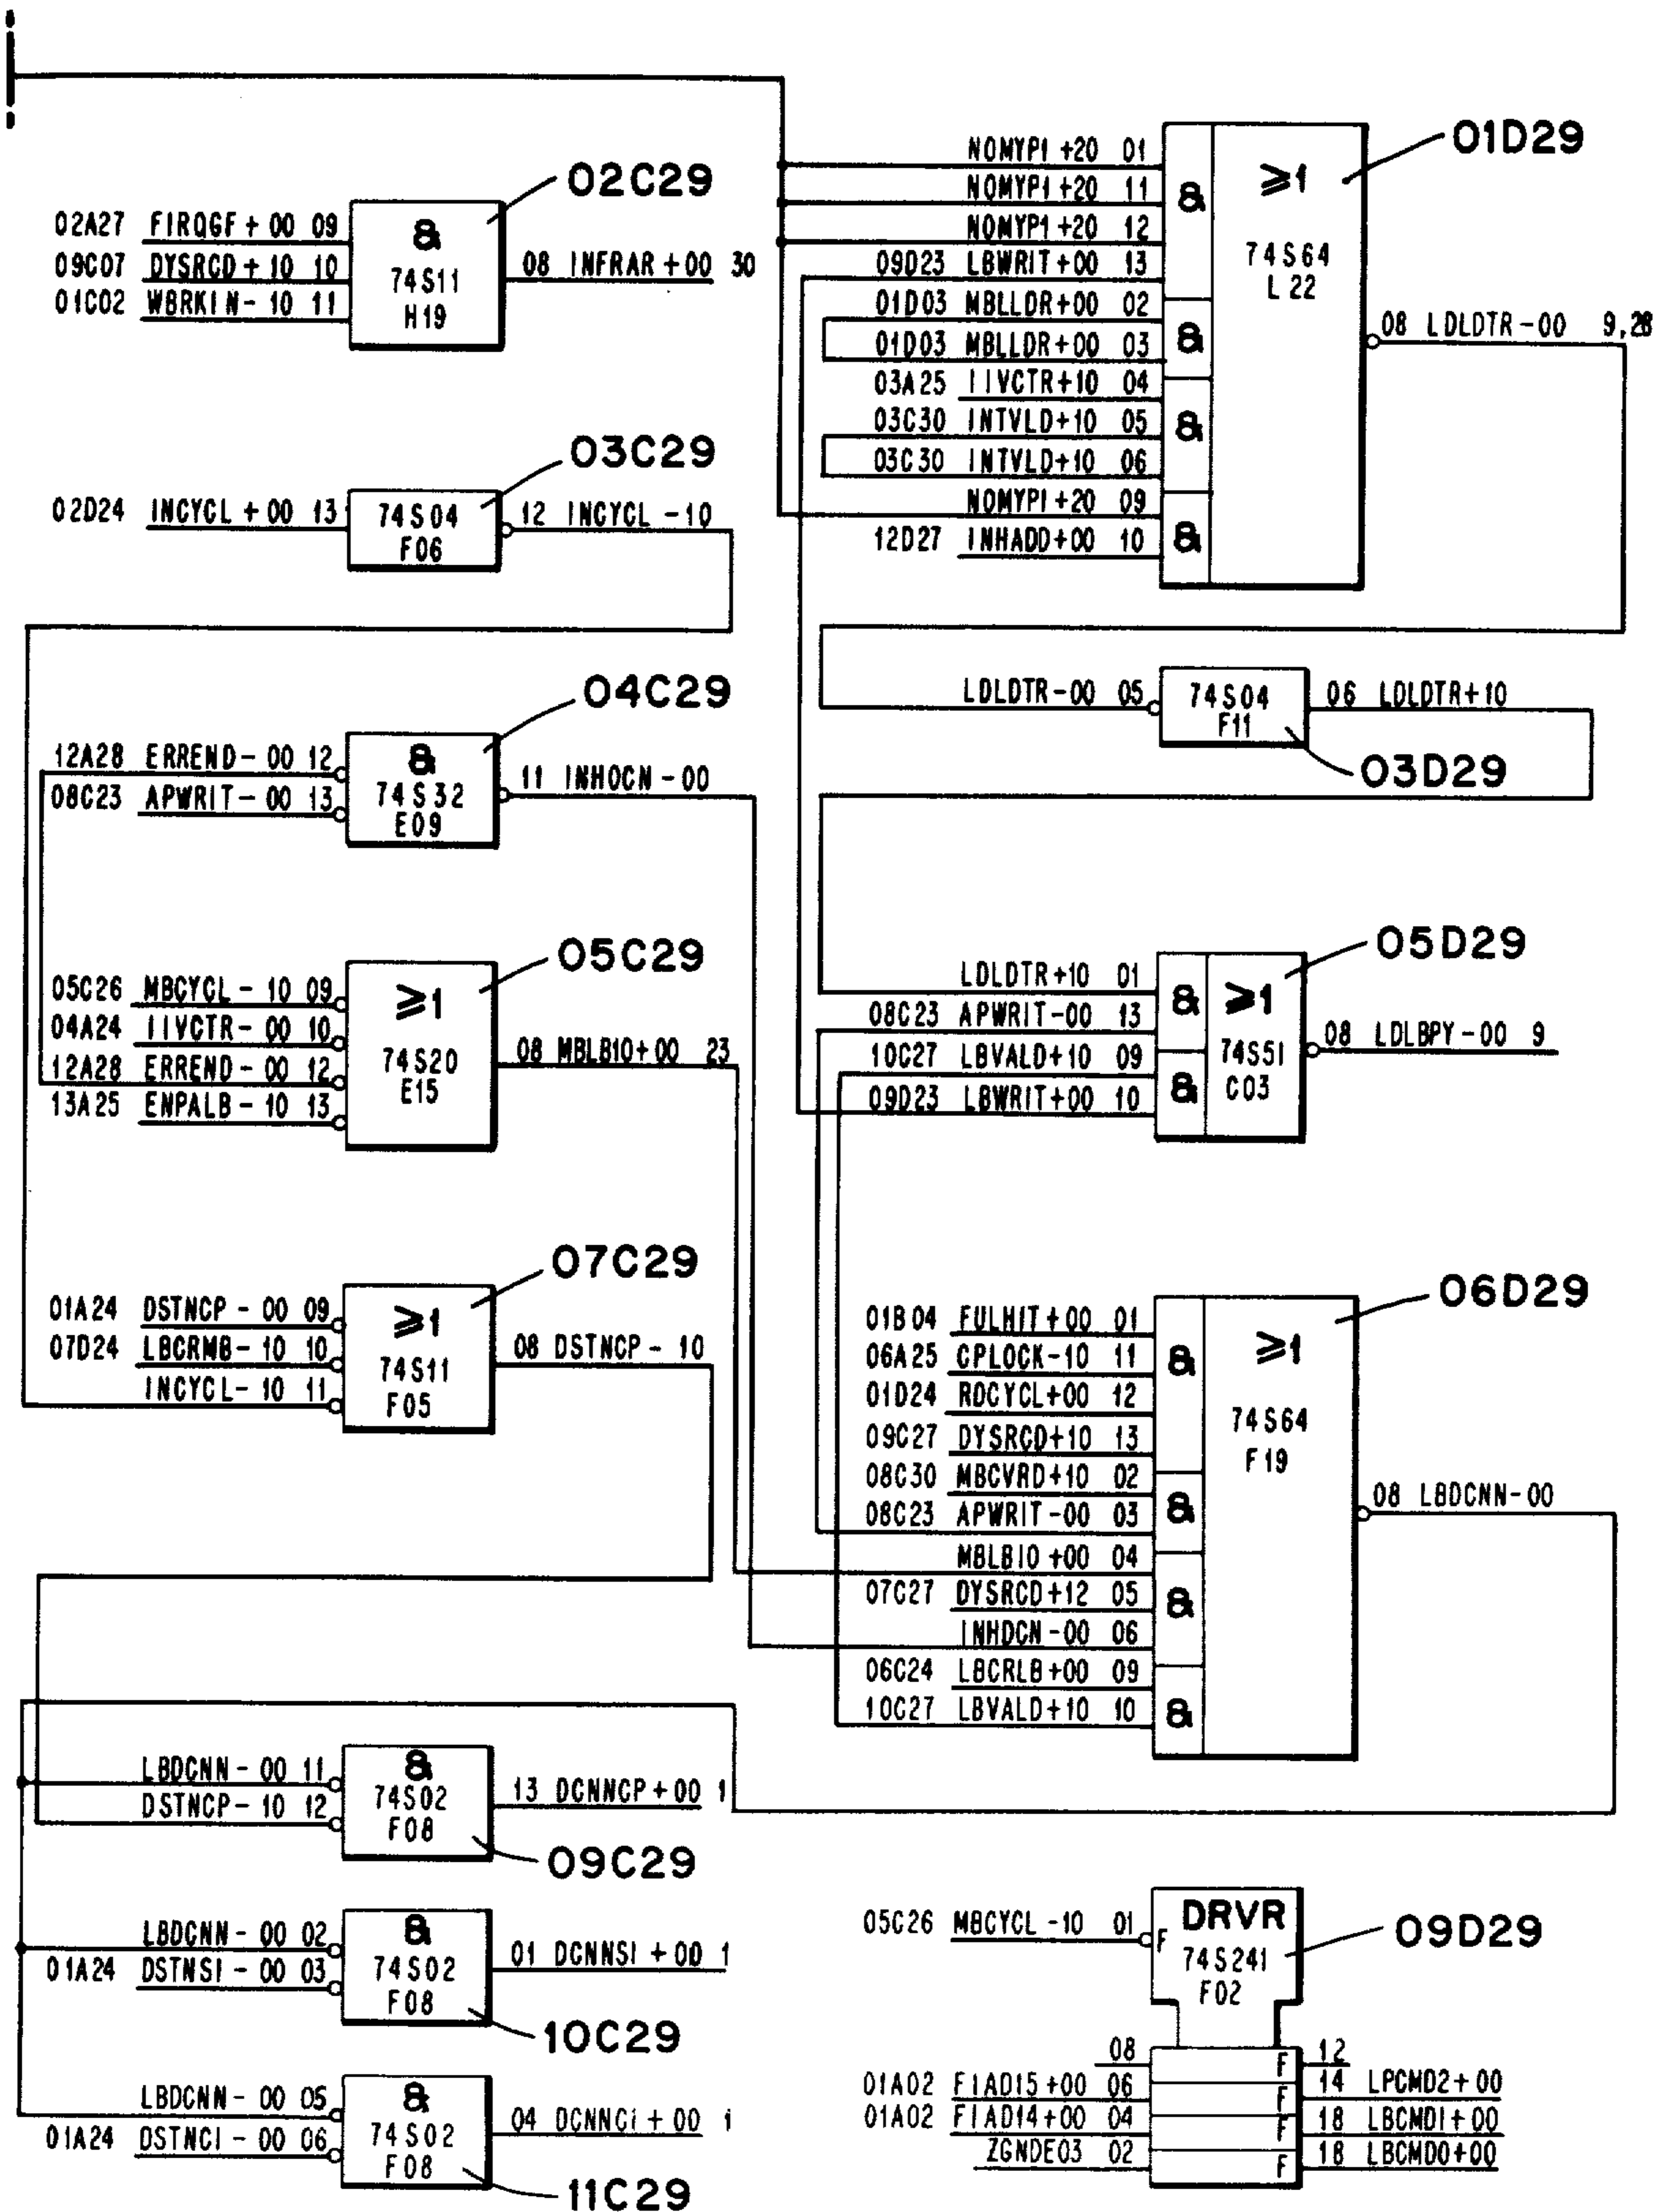 02C29
02A27 FIRQGF + 00 09
09C07 DYSRCD + 10 10
01C02 WBRKIN - 10 11
&
74S11
H19
08 INFRAR + 00 30
03C29
02D24 INCYCL + 00 13
74S04
F06
12 INCYCL - 10
04C29
12A28 ERREND - 00 12
08C23 APWRIT - 00 13
&
74S32
E09
11 INHOCN - 00
05C29
05C26 MBCYCL - 10 09
04A24 IIVCTR - 00 10
12A28 ERREND - 00 12
13A25 ENPALB - 10 13
≥1
74S20
E15
08 MBLB10+00 23
07C29
01A24 DSTNCP - 00 09
07D24 LBCRMB - 10 10
INCYCL - 10 11
≥1
74S11
F05
08 DSTNCP - 10
LBDCNN - 00 11
DSTNCP - 10 12
&
74S02
F08
13 DCNNCP + 00 1
09C29
LBDCNN - 00 02
01A24 DSTNSI - 00 03
&
74S02
F08
01 DCNNSI + 00 1
10C29
LBDCNN - 00 05
01A24 DSTNCI - 00 06
&
74S02
F08
04 DCNNCI + 00 1
11C29
01D29
NOMYP1 +20 01
NOMYP1 +20 11
NOMYP1 +20 12
09D23 LBWRIT+00 13
01D03 MBLLDR+00 02
01D03 MBLLDR+00 03
03A25 IIVCTR+10 04
03C30 INTVLD+10 05
03C30 INTVLD+10 06
NOMYP1 +20 09
12D27 INHADD+00 10
&
&
&
&
≥1
74S64
L22
08 LDLDTR - 00 9,28
LDLDTR-00 05
74S04
F11
06 LDLDTR+10
03D29
05D29
LDLDTR+10 01
08C23 APWRIT-00 13
10C27 LBVALD+10 09
09D23 LBWRIT+00 10
&
&
≥1
74S51
C03
08 LDLBPY - 00 9
06D29
01B04 FULHIT+00 01
06A25 CPLOCK-10 11
01D24 RDCYCL+00 12
09C27 DYSRCD+10 13
08C30 MBCVRD+10 02
08C23 APWRIT-00 03
MBLB10 +00 04
07C27 DYSRCD+12 05
INHDCN-00 06
06C24 LBCRLB+00 09
10C27 LBVALD+10 10
&
&
&
&
≥1
74S64
F19
08 LBDCNN-00
05C26 MBCYCL - 10 01
F
DRVR
74S241
F02
09D29
08 F 12
01A02 FIAD15+00 06 F 14 LPCMD2+00
01A02 FIAD14+00 04 F 18 LBCMD1+00
ZGNDE03 02 F 18 LBCMD0+00